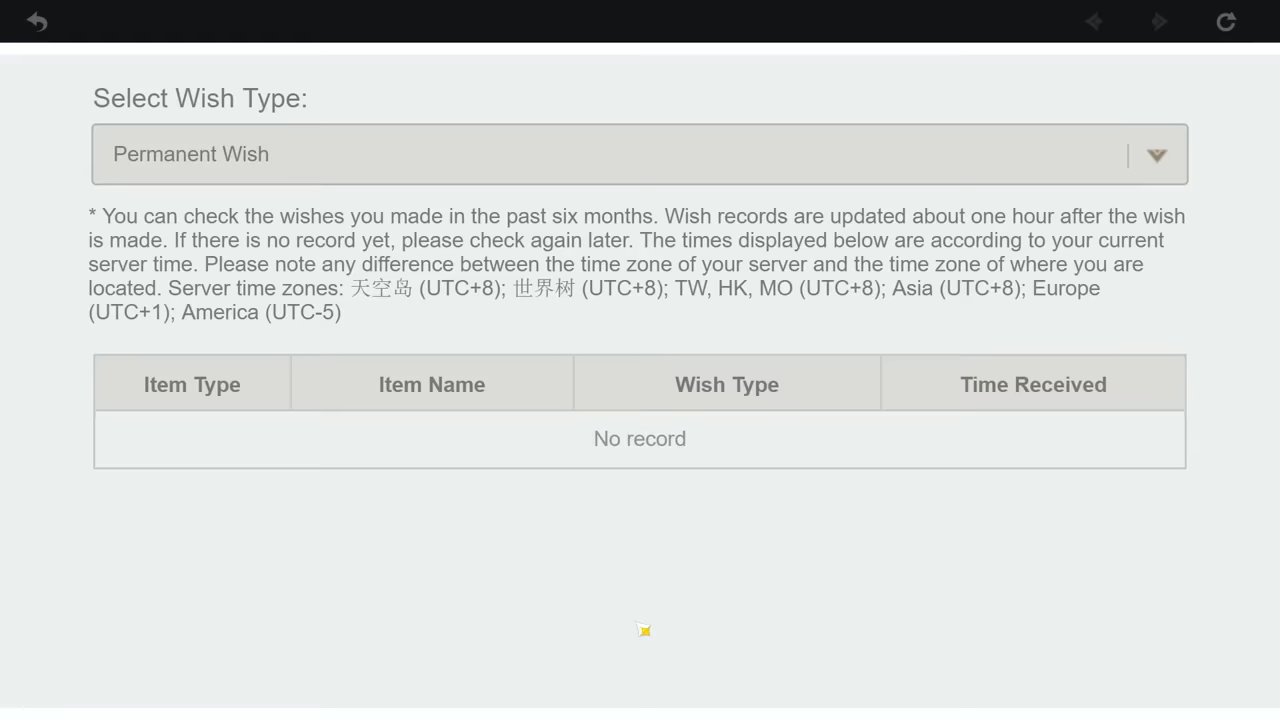 Select Wish Type:
Permanent Wish
* You can check the wishes you made in the past six months. Wish records are updated about one hour after the wish
is made. If there is no record yet, please check again later. The times displayed below are according to your current
server time. Please note any difference between the time zone of your server and the time zone of where you are
located. Server time zones: 天空岛 (UTC+8); 世界树 (UTC+8); TW, HK, MO (UTC+8); Asia (UTC+8); Europe
(UTC+1); America (UTC-5)
Item Type Item Name Wish Type Time Received
No record